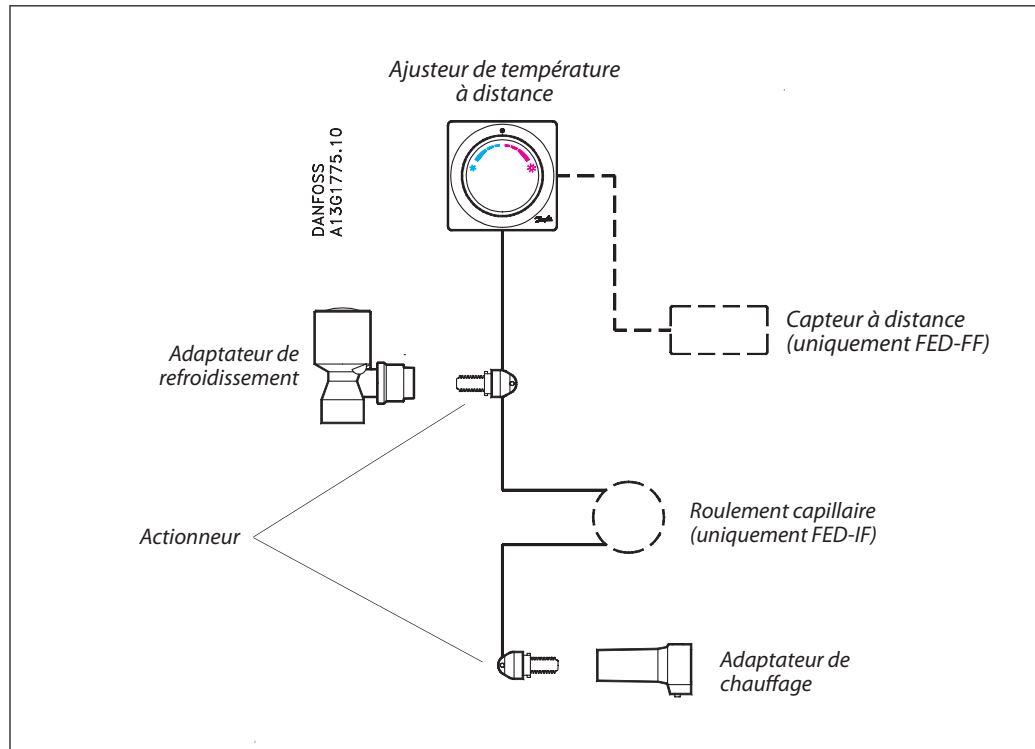 Ajusteur de température
à distance
DANFOSS
A13G1775.10
Danfoss
Capteur à distance
(uniquement FED-FF)
Adaptateur de
refroidissement
Roulement capillaire
(uniquement FED-IF)
Actionneur
Adaptateur de
chauffage